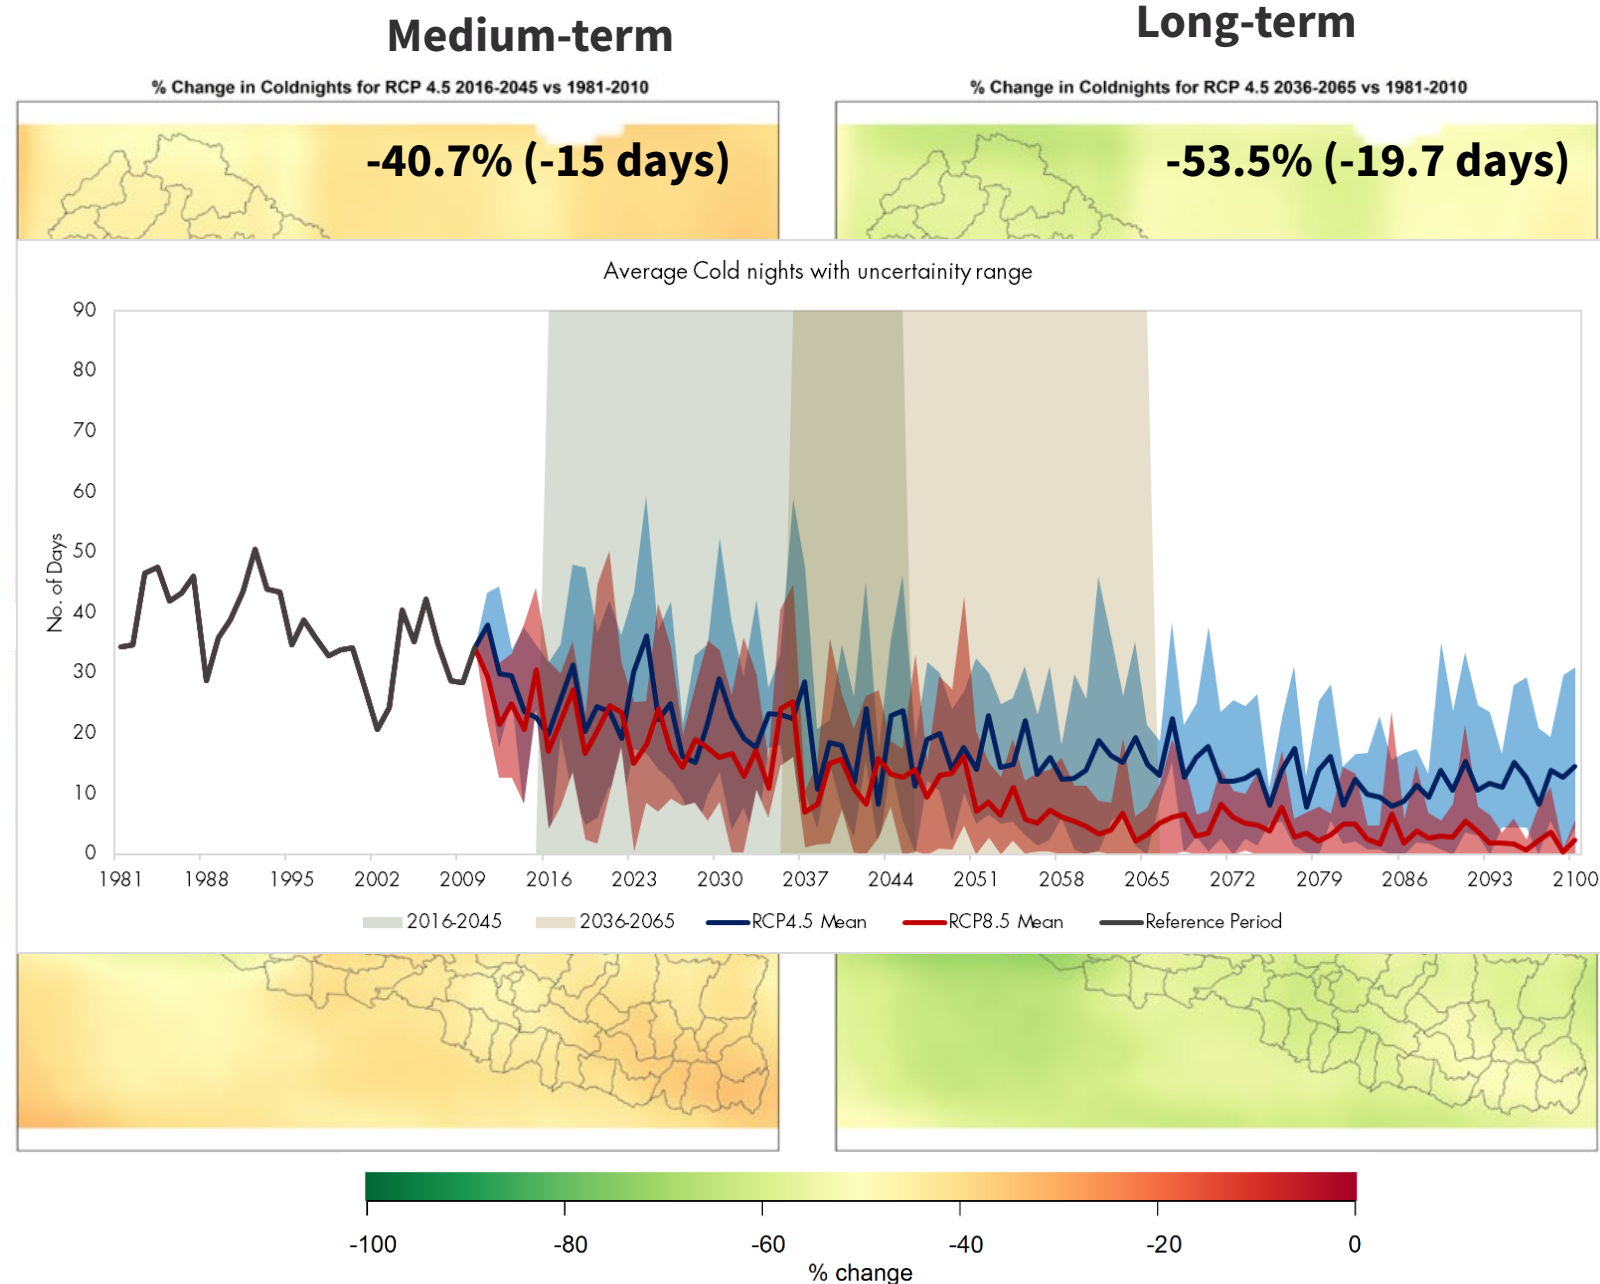 Medium-term
Long-term
% Change in Coldnights for RCP 4.5 2016-2045 vs 1981-2010
% Change in Coldnights for RCP 4.5 2036-2065 vs 1981-2010
-40.7% (-15 days)
-53.5% (-19.7 days)
Average Cold nights with uncertainity range
No. of Days
90
80
70
60
50
40
30
20
10
0
1981 1988 1995 2002 2009 2016 2023 2030 2037 2044 2051 2058 2065 2072 2079 2086 2093 2100
2016-2045 2036-2065 RCP4.5 Mean RCP8.5 Mean Reference Period
-100 -80 -60 -40 -20 0
% change